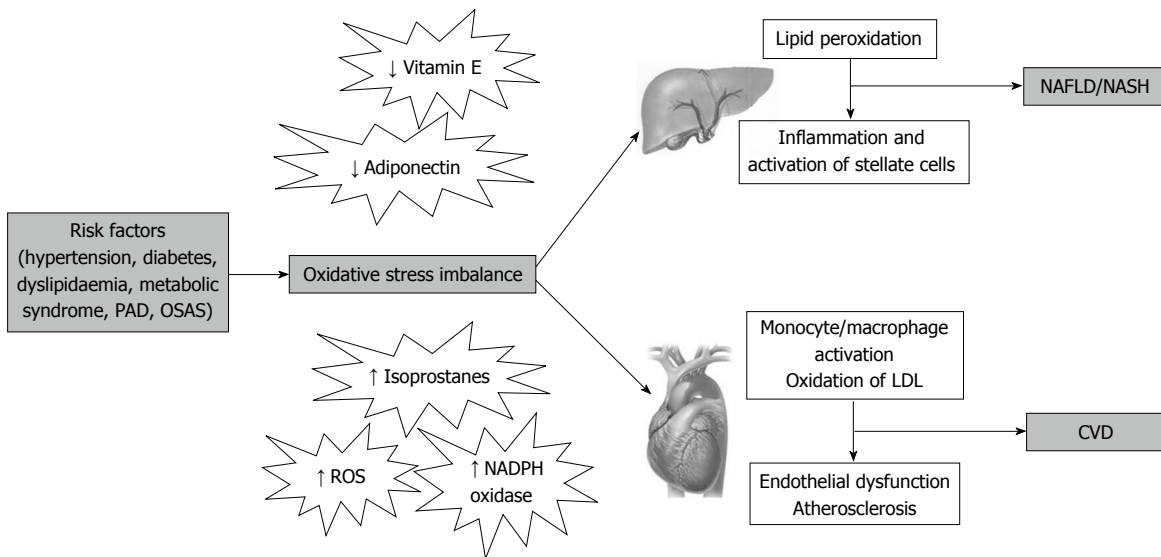 ↓ Vitamin E
↓ Adiponectin
Risk factors
(hypertension, diabetes,
dyslipidaemia, metabolic
syndrome, PAD, OSAS)
Oxidative stress imbalance
↑ Isoprostanes
↑ ROS
↑ NADPH
oxidase
Lipid peroxidation
NAFLD/NASH
Inflammation and
activation of stellate cells
Monocyte/macrophage
activation
Oxidation of LDL
CVD
Endothelial dysfunction
Atherosclerosis